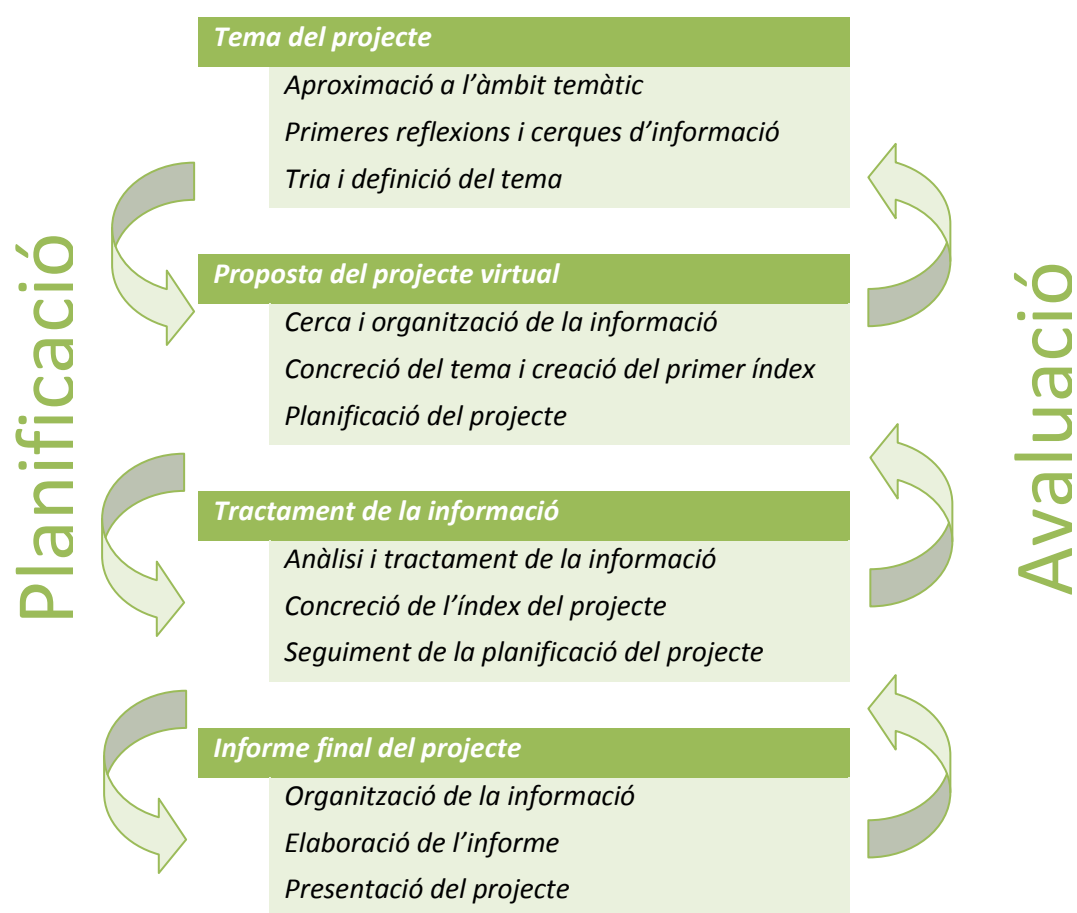 Planificació
Tema del projecte
Aproximació a l’àmbit temàtic
Primeres reflexions i cerques d’informació
Tria i definició del tema
Proposta del projecte virtual
Cerca i organització de la informació
Concreció del tema i creació del primer índex
Planificació del projecte
Tractament de la informació
Anàlisi i tractament de la informació
Concreció de l’índex del projecte
Seguiment de la planificació del projecte
Informe final del projecte
Organització de la informació
Elaboració de l’informe
Presentació del projecte
Avaluació